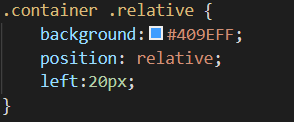 .container .relative {
    background:#409EFF;
    position: relative;
    left:20px;
}